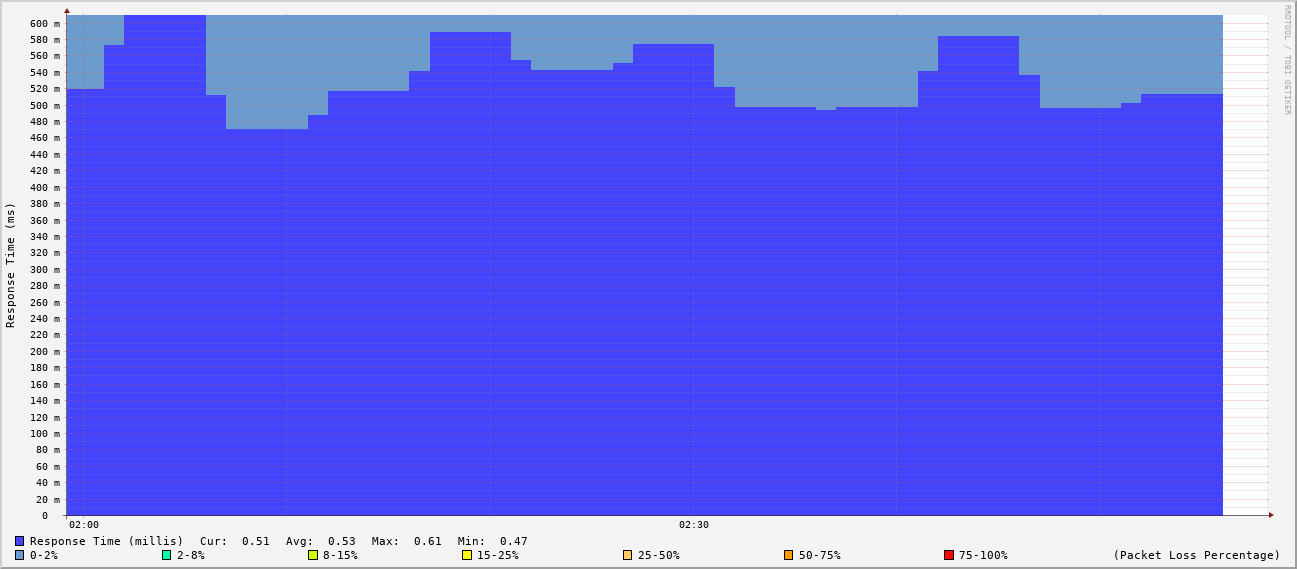 RRDTOOL / TOBI OETIKER
Response Time (ms)
600 m
580 m
560 m
540 m
520 m
500 m
480 m
460 m
440 m
420 m
400 m
380 m
360 m
340 m
320 m
300 m
280 m
260 m
240 m
220 m
200 m
180 m
160 m
140 m
120 m
100 m
80 m
60 m
40 m
20 m
0
02:00 02:30
Response Time (millis) Cur: 0.51 Avg: 0.53 Max: 0.61 Min: 0.47
0-2% 2-8% 8-15% 15-25% 25-50% 50-75% 75-100% (Packet Loss Percentage)